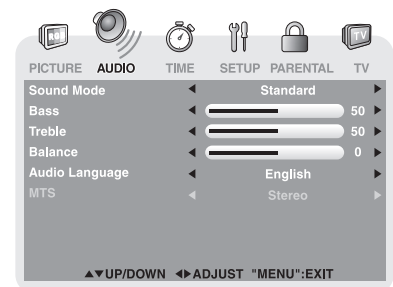 PICTURE AUDIO TIME SETUP PARENTAL TV
Sound Mode ◀ Standard ▶
Bass ◀ 50 ▶
Treble ◀ 50 ▶
Balance ◀ 0 ▶
Audio Language ◀ English ▶
MTS ◀ Stereo ▶
▲▼UP/DOWN ◀▶ADJUST "MENU":EXIT